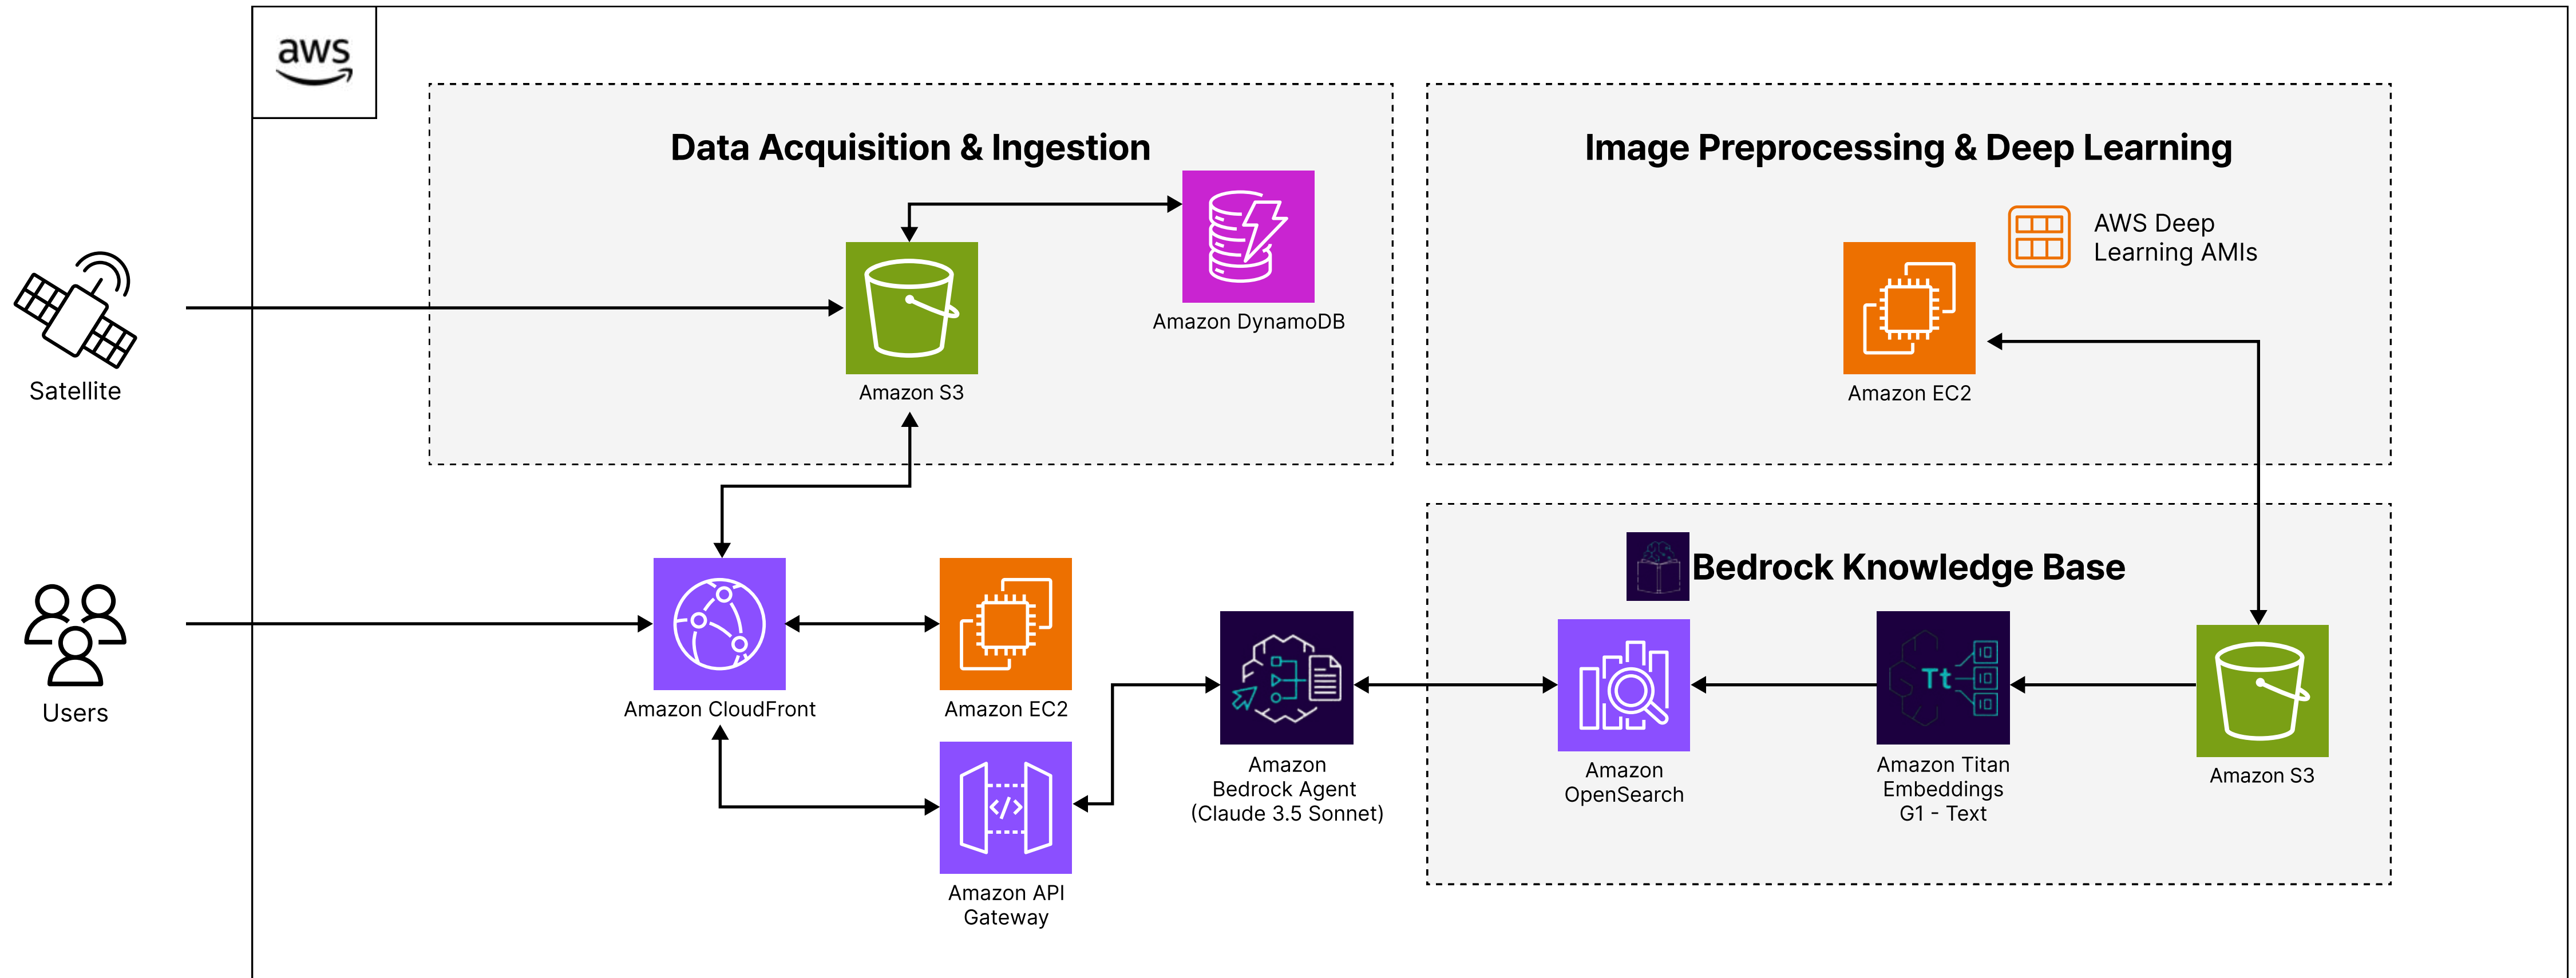 aws
Data Acquisition & Ingestion
Amazon DynamoDB
Amazon S3
Image Preprocessing & Deep Learning
AWS Deep
Learning AMIs
Amazon EC2
Satellite
Users
Amazon CloudFront
Amazon EC2
Amazon API
Gateway
Amazon
Bedrock Agent
(Claude 3.5 Sonnet)
Bedrock Knowledge Base
Amazon
OpenSearch
Tt
Amazon Titan
Embeddings
G1 - Text
Amazon S3